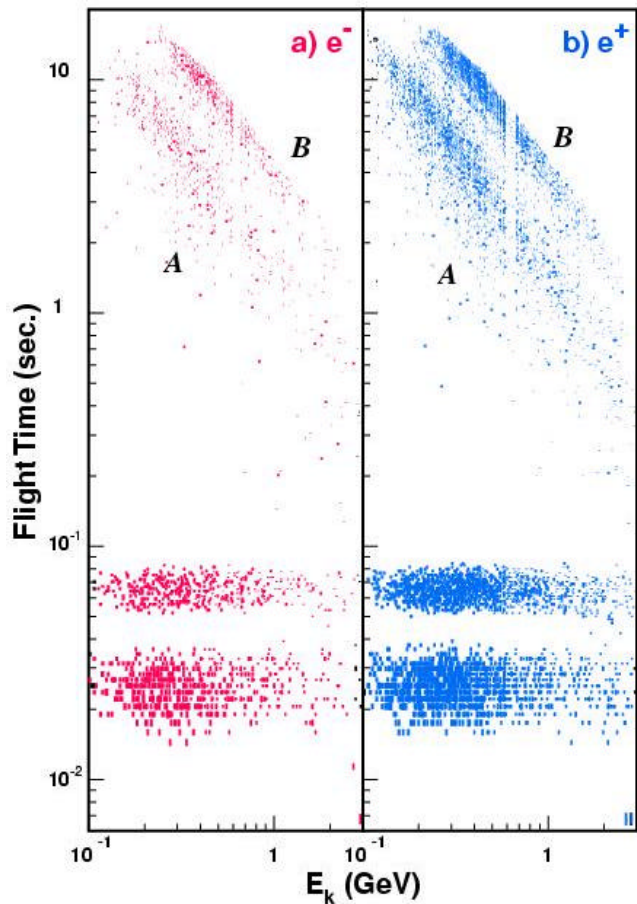 a) e⁻ b) e⁺
10
B B
A A
1
Flight Time (sec.)
10⁻¹
10⁻²
10⁻¹ 1 10⁻¹ 1
E_k (GeV)